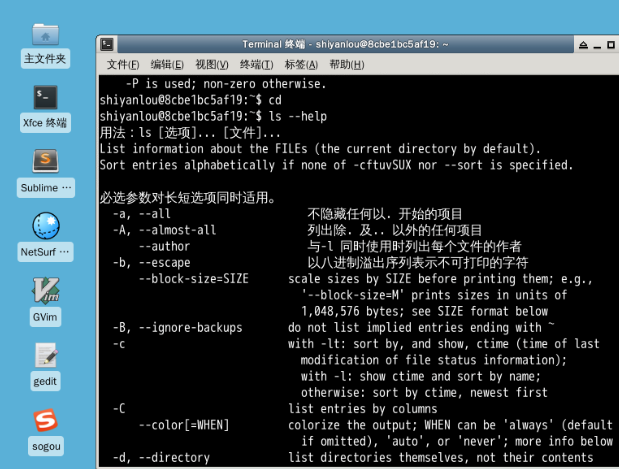 主文件夹
Xfce 终端
Sublime ⋯
NetSurf ⋯
GVim
gedit
sogou
Terminal 终端 - shiyanlou@8cbe1bc5af19: ~
文件(F) 编辑(E) 视图(V) 终端(T) 标签(A) 帮助(H)
-P is used; non-zero otherwise.
shiyanlou@8cbe1bc5af19:~$ cd
shiyanlou@8cbe1bc5af19:~$ ls --help
用法：ls [选项]... [文件]...
List information about the FILEs (the current directory by default).
Sort entries alphabetically if none of -cftuvSUX nor --sort is specified.
必选参数对长短选项同时适用。
-a, --all 不隐藏任何以. 开始的项目
-A, --almost-all 列出除. 及.. 以外的任何项目
--author 与-l 同时使用时列出每个文件的作者
-b, --escape 以八进制溢出序列表示不可打印的字符
--block-size=SIZE scale sizes by SIZE before printing them; e.g.,
'--block-size=M' prints sizes in units of
1,048,576 bytes; see SIZE format below
-B, --ignore-backups do not list implied entries ending with ~
-c with -lt: sort by, and show, ctime (time of last
modification of file status information);
with -l: show ctime and sort by name;
otherwise: sort by ctime, newest first
-C list entries by columns
--color[=WHEN] colorize the output; WHEN can be 'always' (default
if omitted), 'auto', or 'never'; more info below
-d, --directory list directories themselves, not their contents